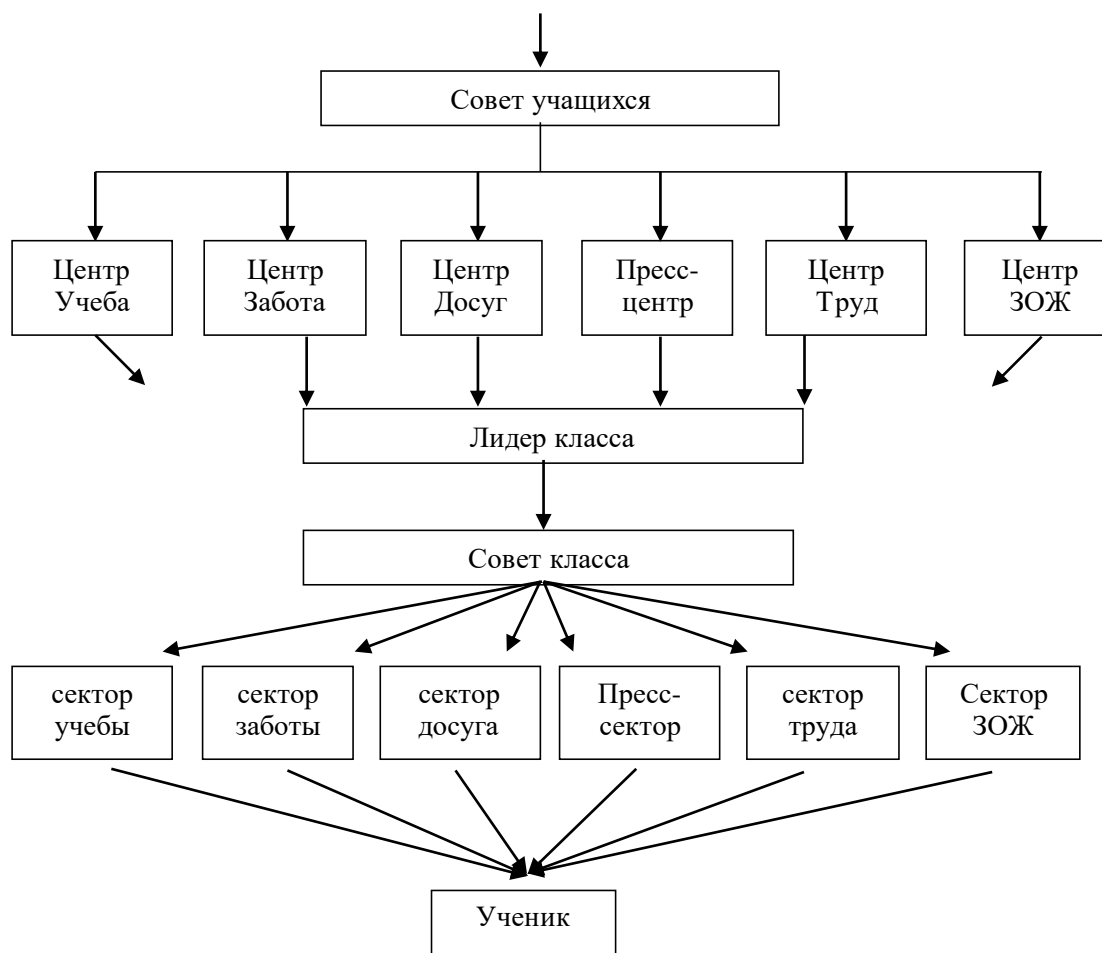 Совет учащихся
Центр
Учеба
Центр
Забота
Центр
Досуг
Пресс-
центр
Центр
Труд
Центр
ЗОЖ
Лидер класса
Совет класса
сектор
учебы
сектор
заботы
сектор
досуга
Пресс-
сектор
сектор
труда
Сектор
ЗОЖ
Ученик